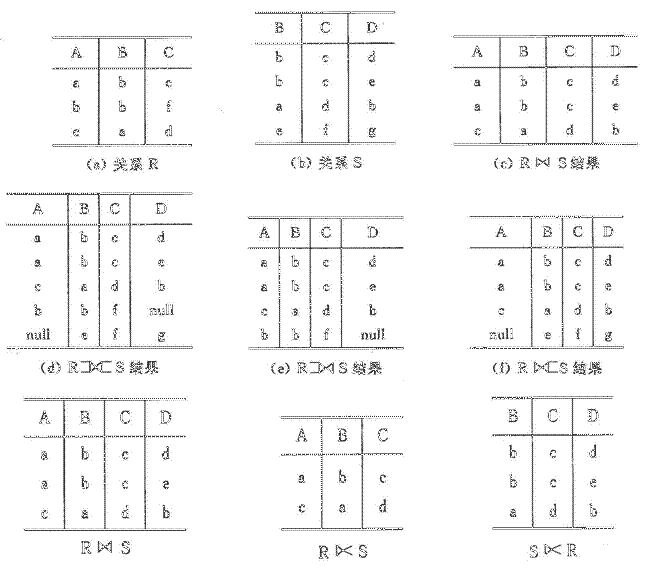 A B C
a b c
b b f
c a d
(a) 关系 R
B C D
b c d
b c e
a d b
e f g
(b) 关系 S
A B C D
a b c d
a b c e
c a d b
(c) R ⋈ S 结果
A B C D
a b c d
a b c e
c a d b
b b f null
null e f g
(d) R ⟗ S 结果
A B C D
a b c d
a b c e
c a d b
b b f null
(e) R ⟕ S 结果
A B C D
a b c d
a b c e
c a d b
null e f g
(f) R ⟖ S 结果
A B C D
a b c d
a b c e
c a d b
R ⋈ S
A B C
a b c
c a d
R ⋉ S
B C D
b c d
b c e
a d b
S ⋉ R